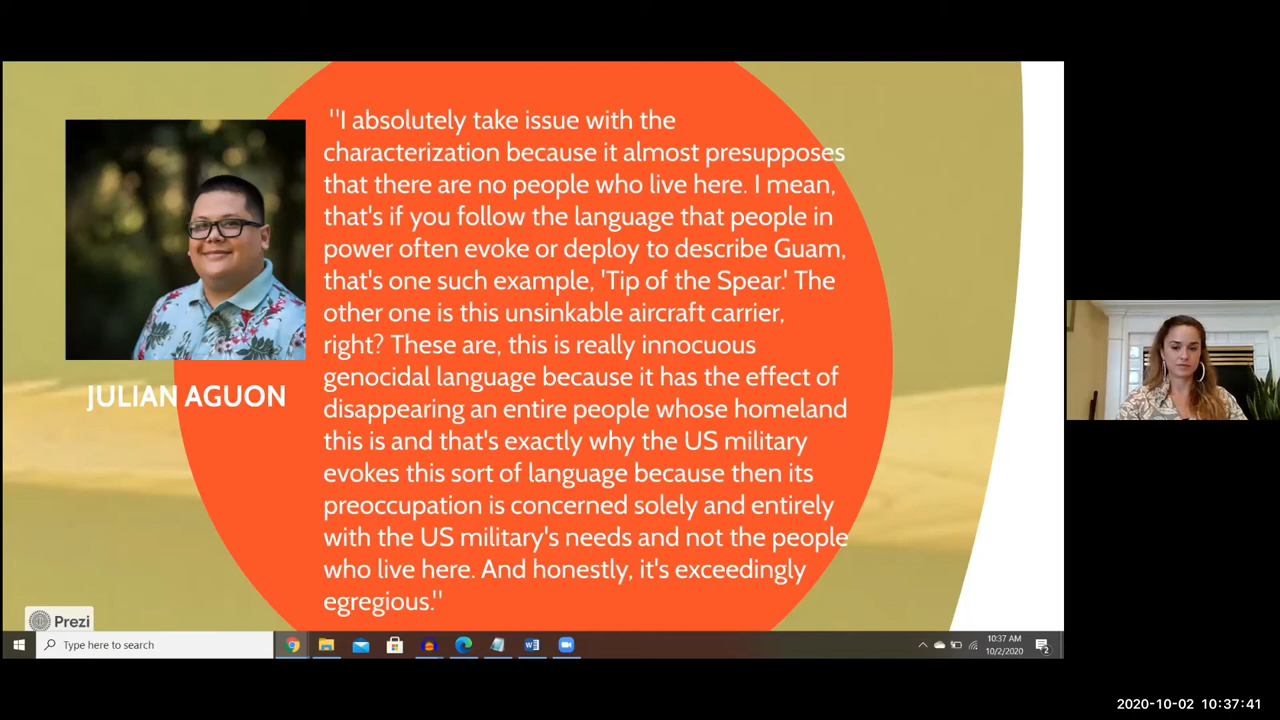 "I absolutely take issue with the
characterization because it almost presupposes
that there are no people who live here. I mean,
that's if you follow the language that people in
power often evoke or deploy to describe Guam,
that's one such example, 'Tip of the Spear.' The
other one is this unsinkable aircraft carrier,
right? These are, this is really innocuous
genocidal language because it has the effect of
disappearing an entire people whose homeland
this is and that's exactly why the US military
evokes this sort of language because then its
preoccupation is concerned solely and entirely
with the US military's needs and not the people
who live here. And honestly, it's exceedingly
egregious."
JULIAN AGUON
Prezi
Type here to search
10:37 AM
10/2/2020
2
2020-10-02 10:37:41